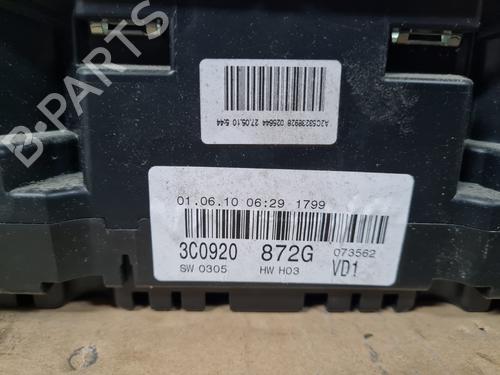 A2C53238928 025644 27.05.10 5:44
01.06.10 06:29 1799
3C0920 872G 073562
SW 0305 HW H03 VD1
B-PARTS